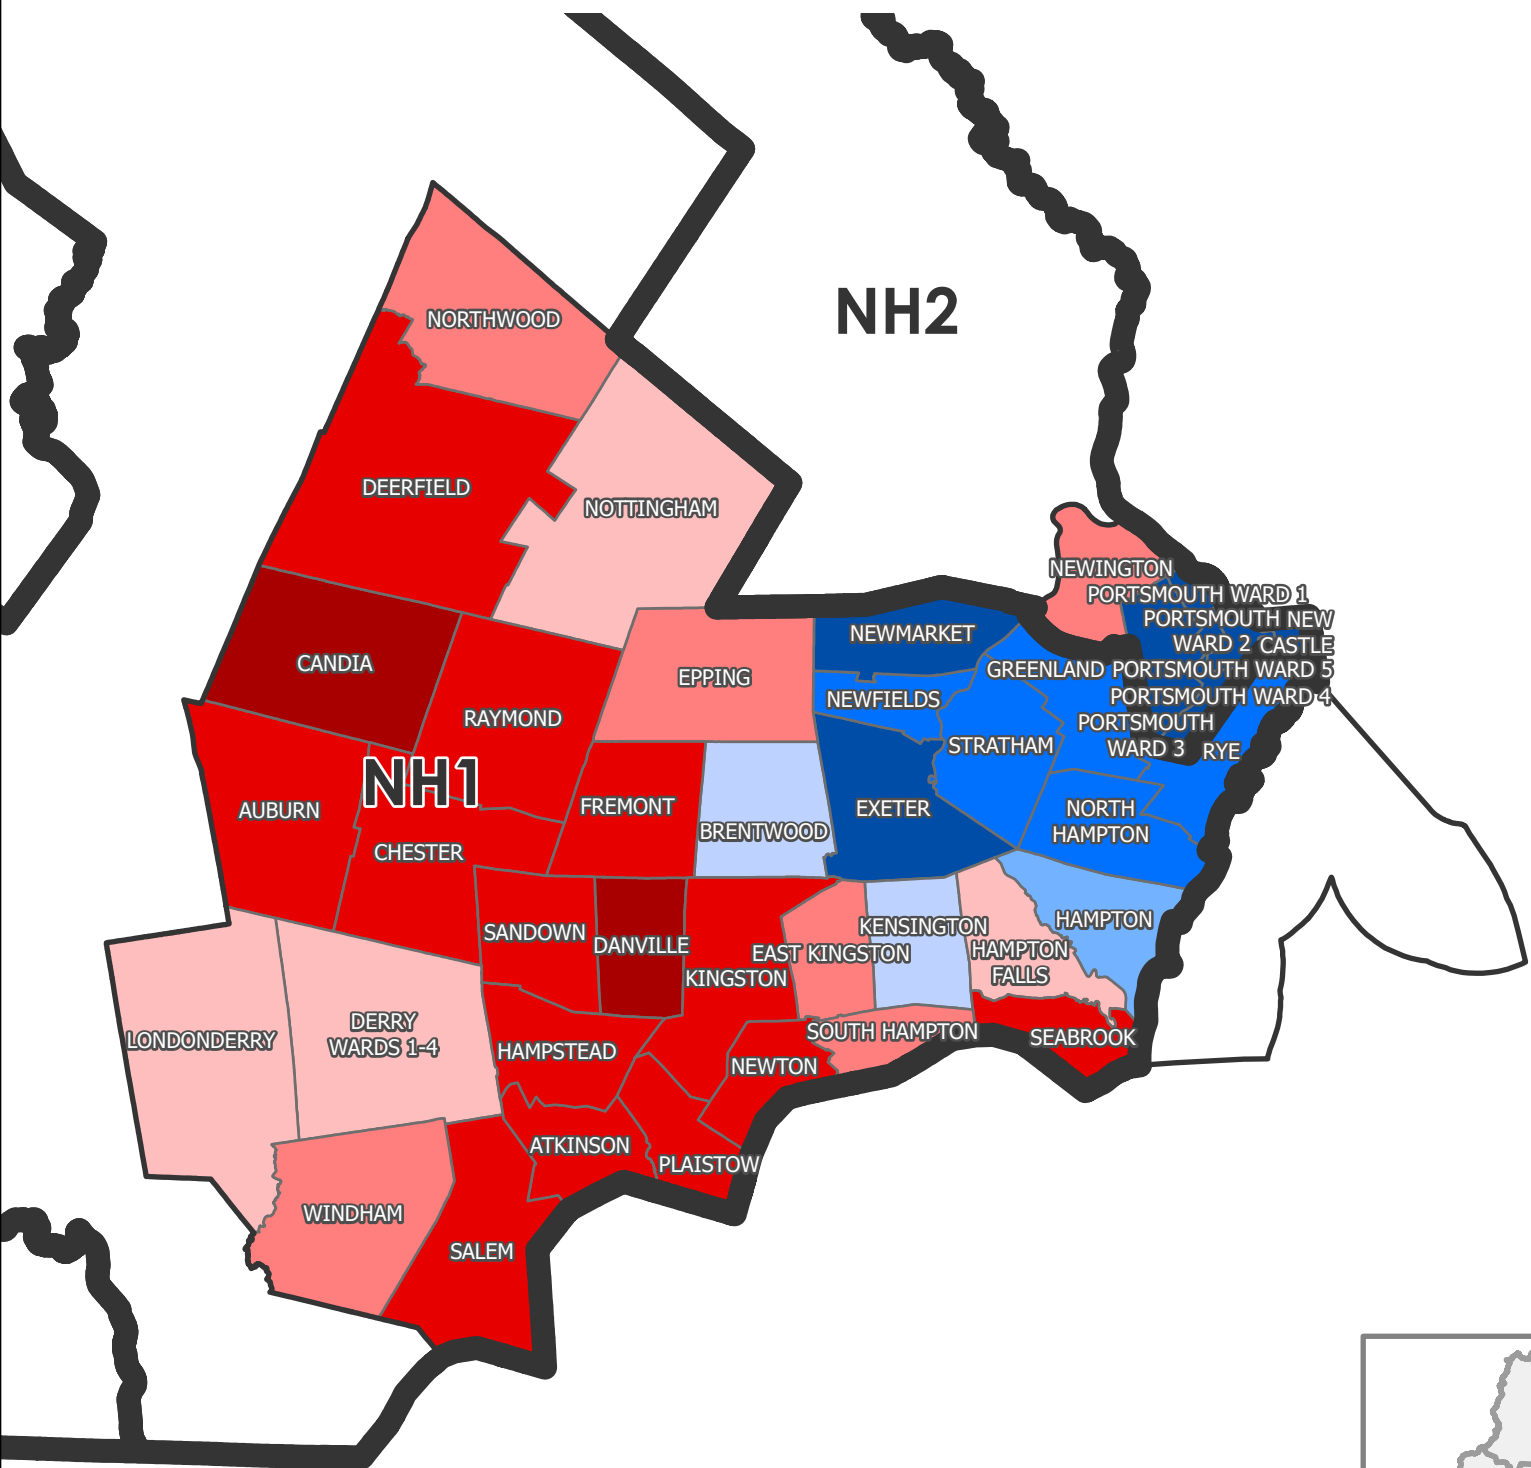 NH2
NORTHWOOD
DEERFIELD
NOTTINGHAM
NEWINGTON
PORTSMOUTH WARD 1
PORTSMOUTH
WARD 2
NEW
CASTLE
NEWMARKET
CANDIA
EPPING
GREENLAND
PORTSMOUTH WARD 5
NEWFIELDS
PORTSMOUTH WARD 4
RAYMOND
PORTSMOUTH
WARD 3
STRATHAM
RYE
NH1
AUBURN
FREMONT
BRENTWOOD
EXETER
NORTH
HAMPTON
CHESTER
HAMPTON
SANDOWN
DANVILLE
KINGSTON
EAST KINGSTON
KENSINGTON
HAMPTON
FALLS
LONDONDERRY
DERRY
WARDS 1-4
HAMPSTEAD
SOUTH HAMPTON
SEABROOK
NEWTON
ATKINSON
PLAISTOW
WINDHAM
SALEM